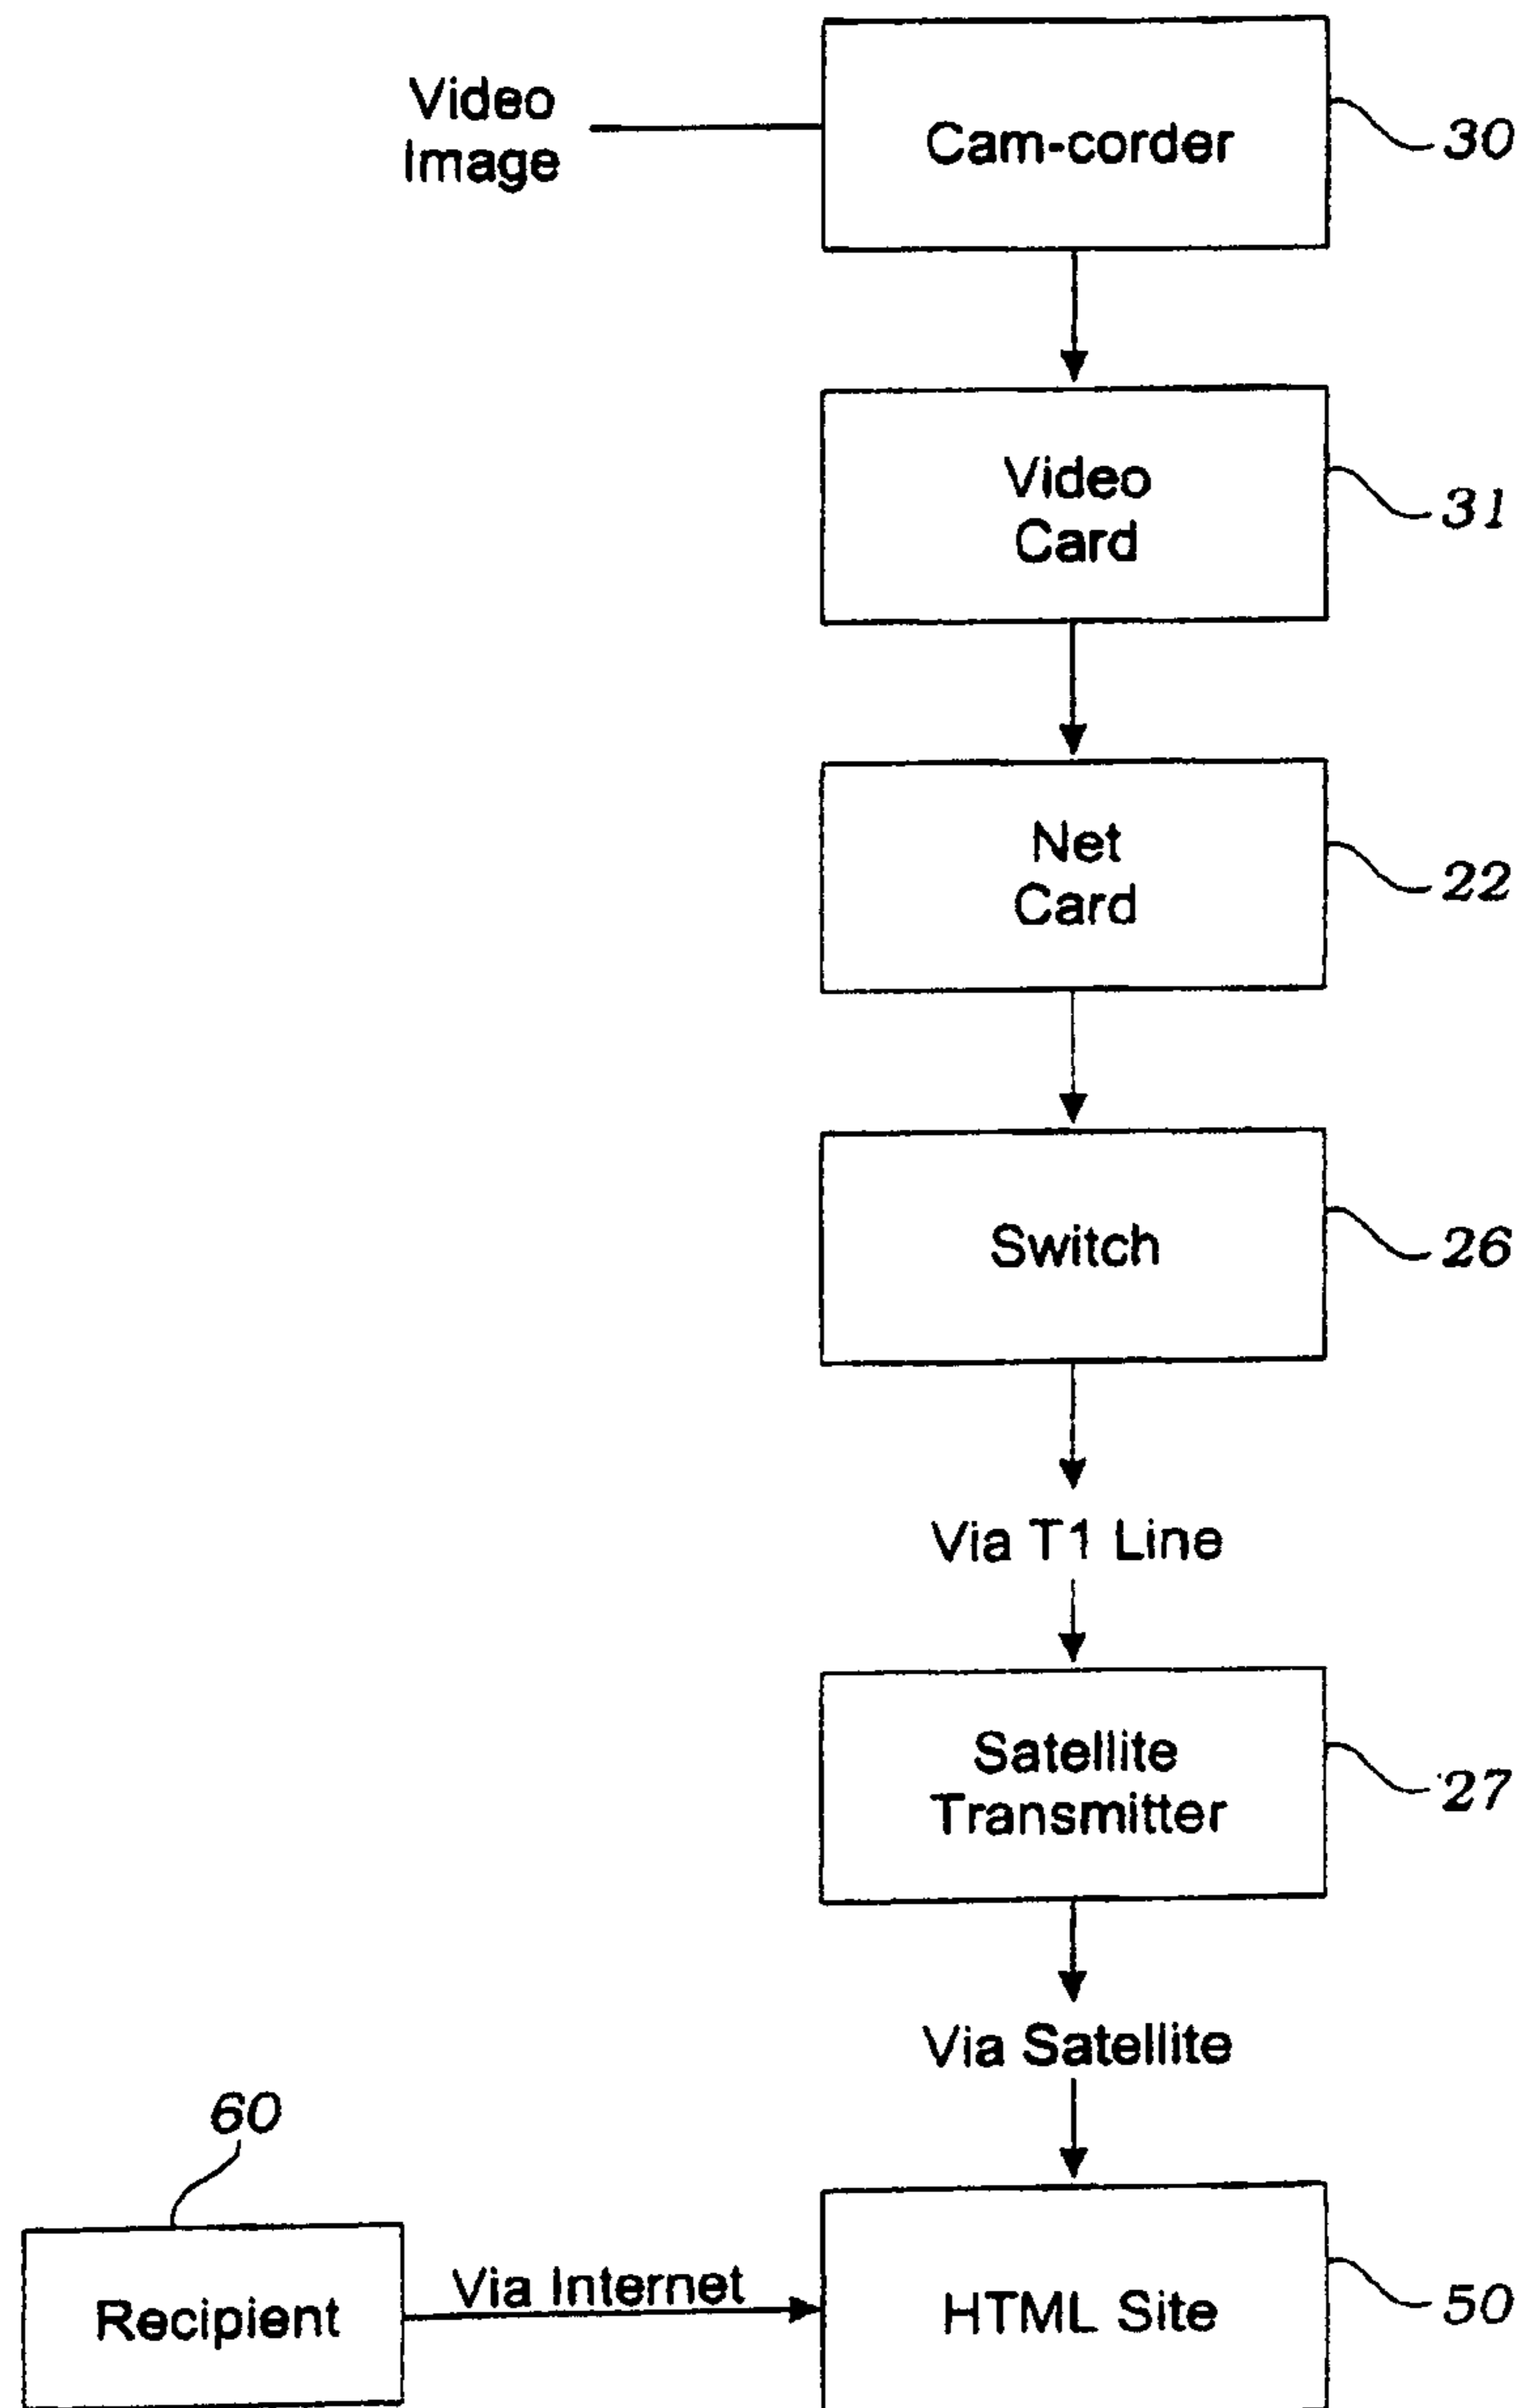 Video
Image
Cam-corder
30
Video
Card
31
Net
Card
22
Switch
26
Via T1 Line
Satellite
Transmitter
27
Via Satellite
60
Recipient
Via Internet
HTML Site
50